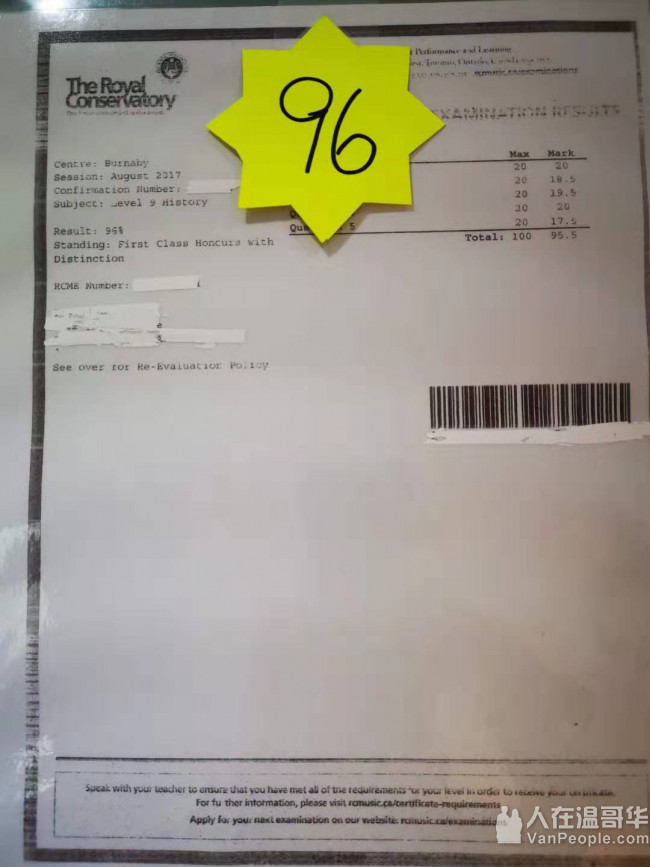 The Royal
Conservatory
Performance and Learning
rcmusic.ca/examinations
EXAMINATION RESULTS
96
Centre: Burnaby
Session: August 2017
Confirmation Number:
Subject: Level 9 History
Result: 96%
Standing: First Class Honours with
Distinction
RCME Number:
Max Mark
20 20
20 18.5
20 19.5
20 20
5 20 17.5
Total: 100 95.5
See over for Re-Evaluation Policy
Speak with your teacher to ensure that you have met all of the requirements for your level in order to receive your certificate.
For further information, please visit rcmusic.ca/certificate-requirements
Apply for your next examination on our website: rcmusic.ca/examinations
人在温哥华
VanPeople.com